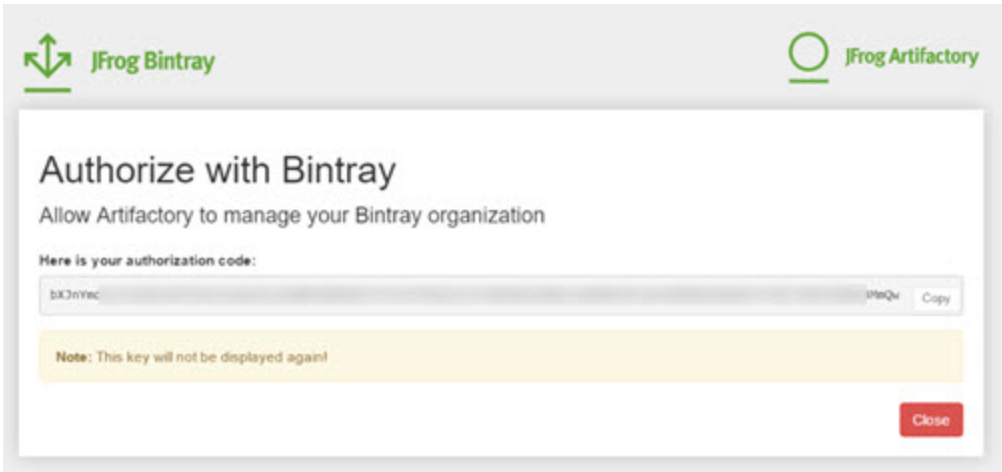 JFrog Bintray
JFrog Artifactory
Authorize with Bintray
Allow Artifactory to manage your Bintray organization
Here is your authorization code:
Copy
Note: This key will not be displayed again!
Close